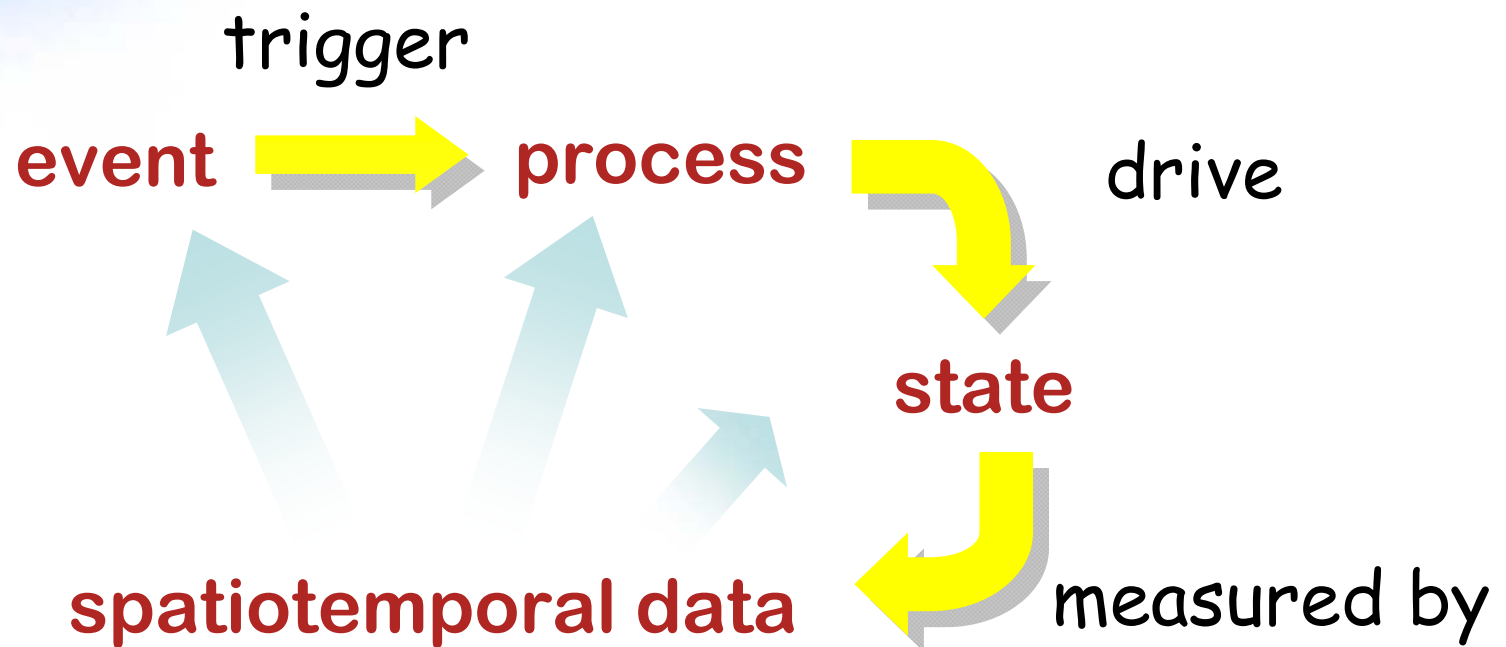 trigger
event process drive
state
spatiotemporal data measured by